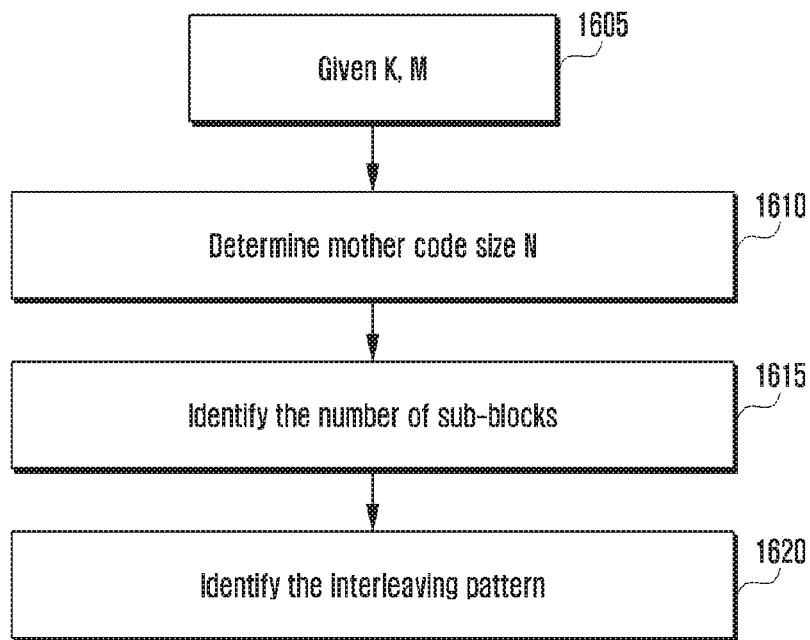 1605
Given K, M
1610
Determine mother code size N
1615
Identify the number of sub-blocks
1620
Identify the interleaving pattern